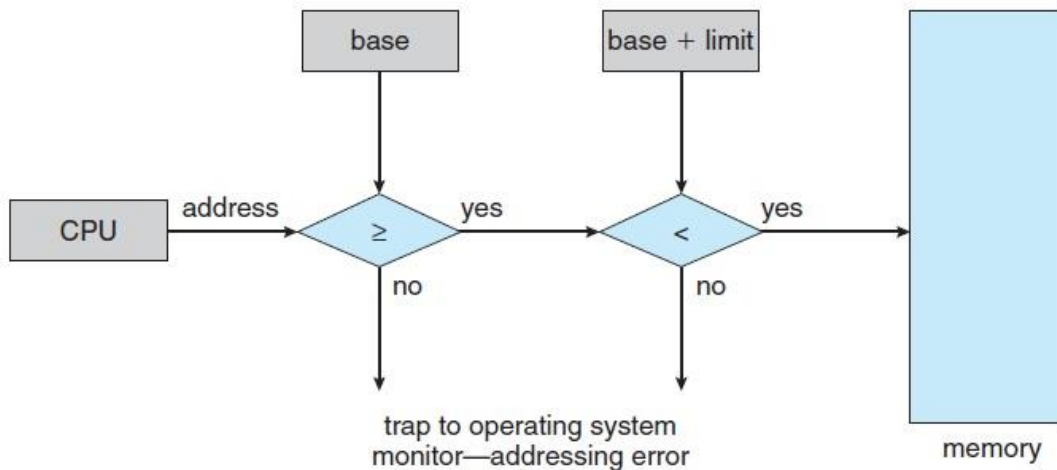 base
base + limit
CPU
address
≥
yes
<
yes
no
no
trap to operating system
monitor—addressing error
memory